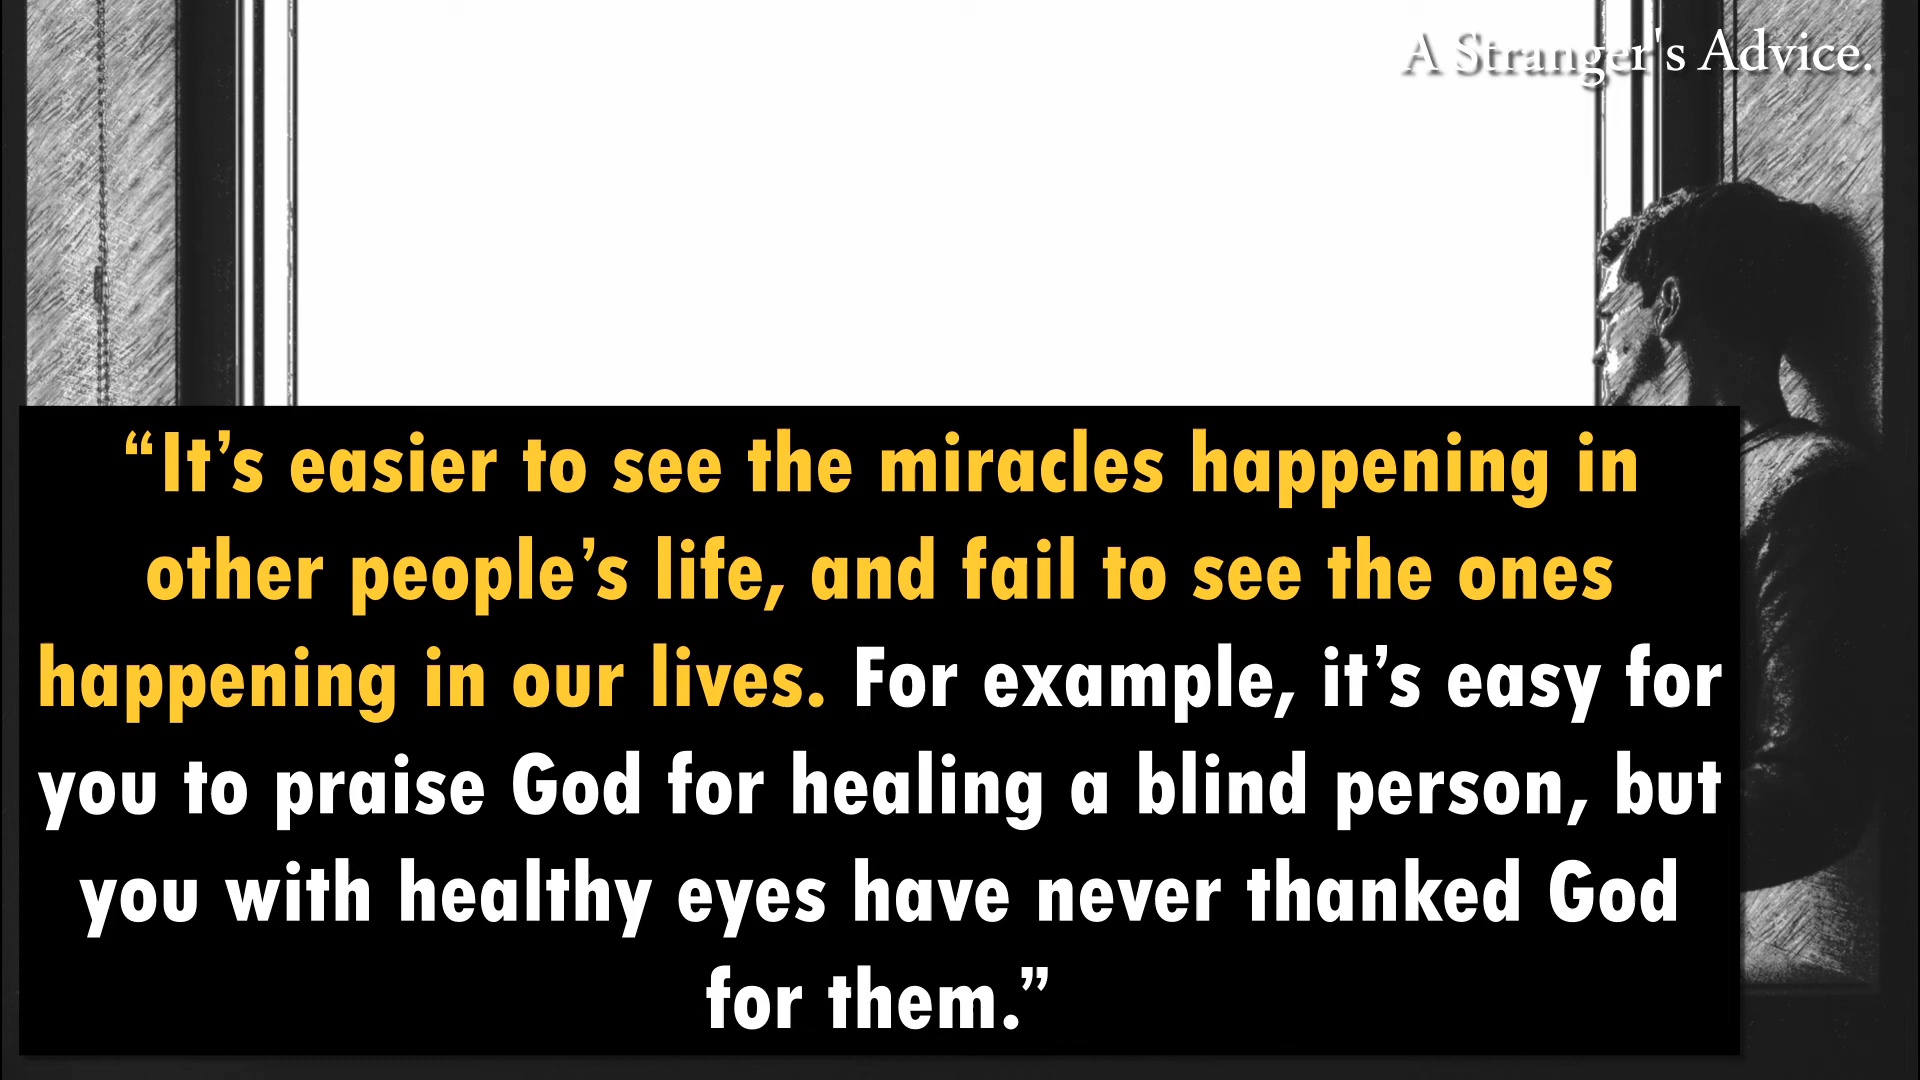 A Stranger's Advice.
“It’s easier to see the miracles happening in
other people’s life, and fail to see the ones
happening in our lives. For example, it’s easy for
you to praise God for healing a blind person, but
you with healthy eyes have never thanked God
for them.”